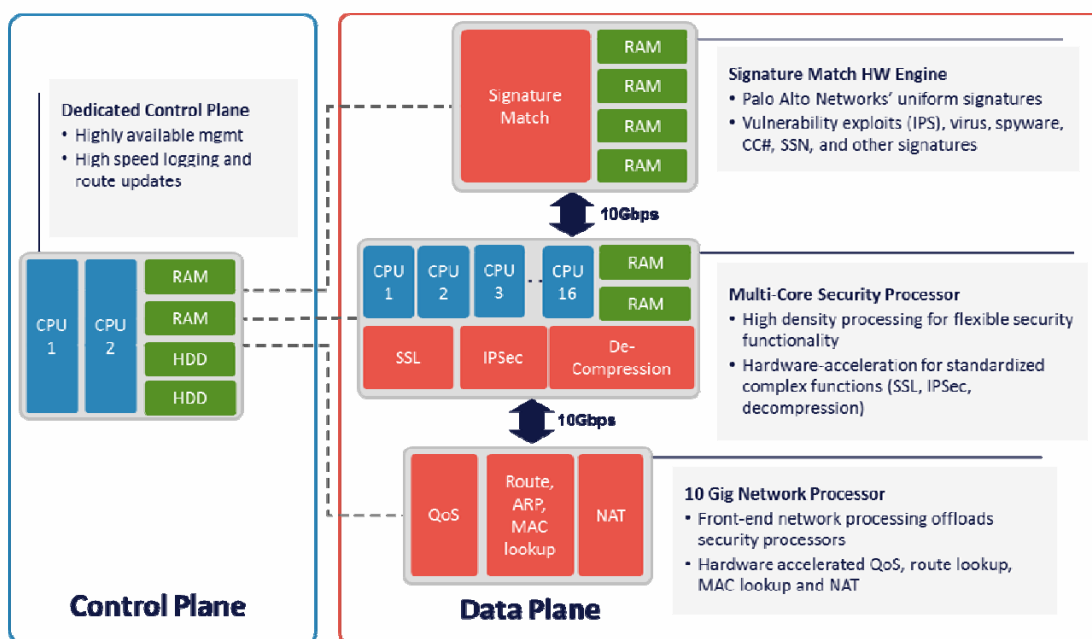 Dedicated Control Plane
• Highly available mgmt
• High speed logging and
route updates
CPU
1
CPU
2
RAM
RAM
HDD
HDD
Control Plane
Signature
Match
RAM
RAM
RAM
RAM
10Gbps
CPU
1
CPU
2
CPU
3
CPU
16
RAM
RAM
SSL
IPSec
De-
Compression
10Gbps
QoS
Route,
ARP,
MAC
lookup
NAT
Data Plane
Signature Match HW Engine
• Palo Alto Networks' uniform signatures
• Vulnerability exploits (IPS), virus, spyware,
CC#, SSN, and other signatures
Multi-Core Security Processor
• High density processing for flexible security
functionality
• Hardware-acceleration for standardized
complex functions (SSL, IPSec,
decompression)
10 Gig Network Processor
• Front-end network processing offloads
security processors
• Hardware accelerated QoS, route lookup,
MAC lookup and NAT